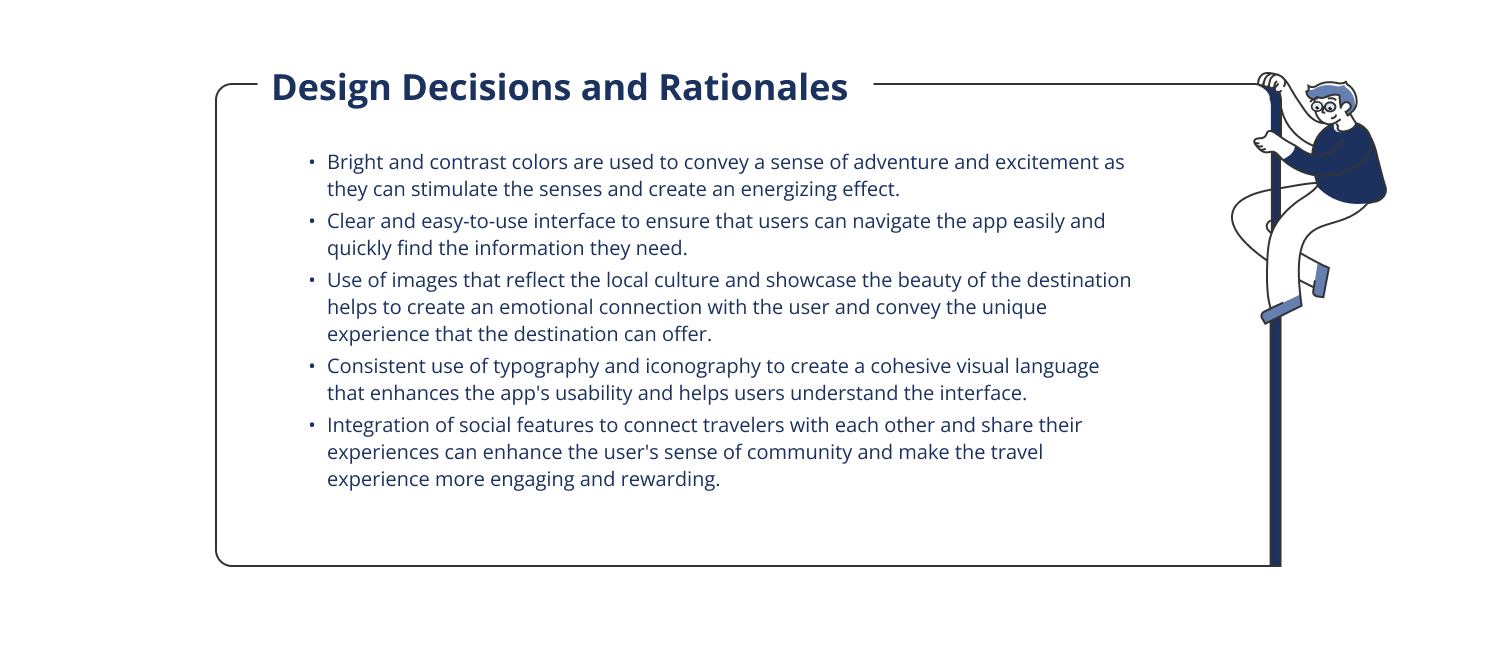 Design Decisions and Rationales
• Bright and contrast colors are used to convey a sense of adventure and excitement as
they can stimulate the senses and create an energizing effect.
• Clear and easy-to-use interface to ensure that users can navigate the app easily and
quickly find the information they need.
• Use of images that reflect the local culture and showcase the beauty of the destination
helps to create an emotional connection with the user and convey the unique
experience that the destination can offer.
• Consistent use of typography and iconography to create a cohesive visual language
that enhances the app's usability and helps users understand the interface.
• Integration of social features to connect travelers with each other and share their
experiences can enhance the user's sense of community and make the travel
experience more engaging and rewarding.